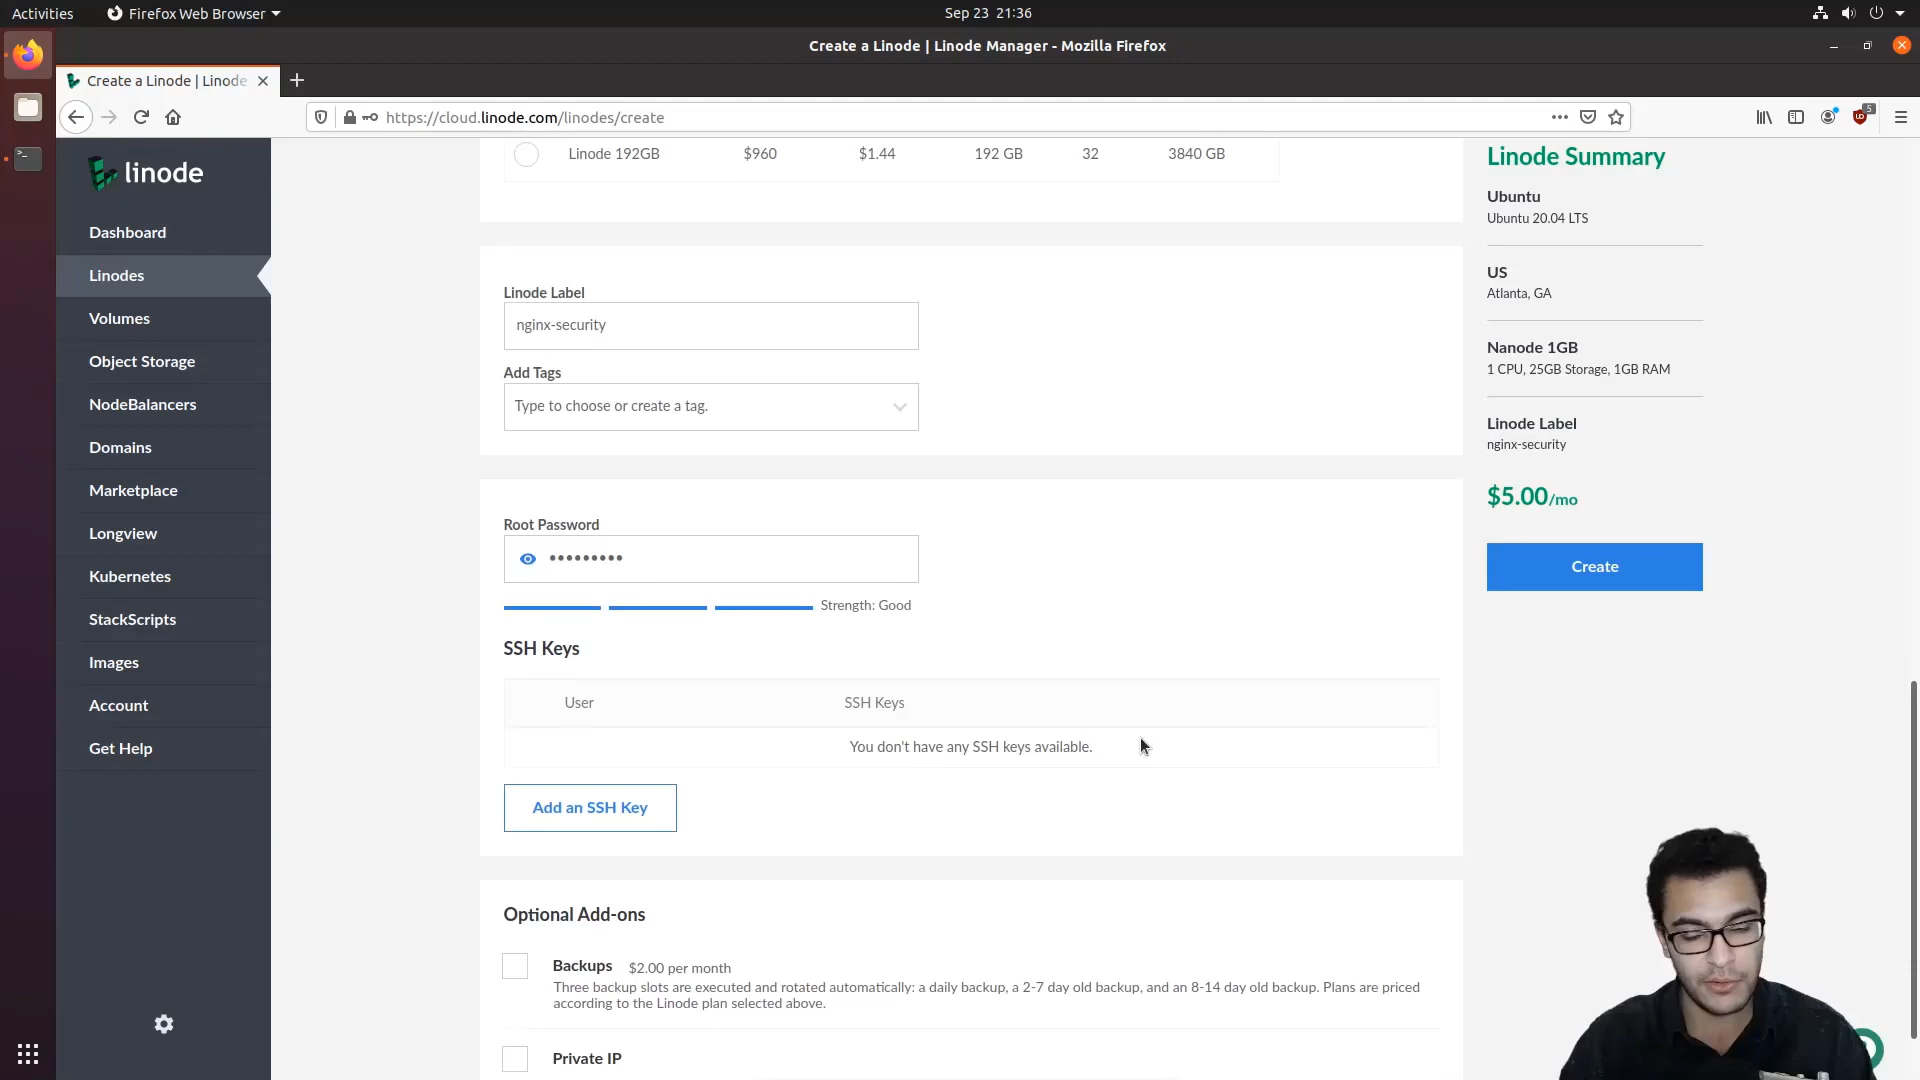 Activities
Firefox Web Browser
Sep 23 21:36
Create a Linode | Linode Manager - Mozilla Firefox
Create a Linode | Linode
https://cloud.linode.com/linodes/create
5
linode
Dashboard
Linodes
Volumes
Object Storage
NodeBalancers
Domains
Marketplace
Longview
Kubernetes
StackScripts
Images
Account
Get Help
Linode 192GB $960 $1.44 192 GB 32 3840 GB
Linode Label
nginx-security
Add Tags
Type to choose or create a tag.
Root Password
•••••••••
Strength: Good
SSH Keys
User SSH Keys
You don't have any SSH keys available.
Add an SSH Key
Optional Add-ons
Backups $2.00 per month
Three backup slots are executed and rotated automatically: a daily backup, a 2-7 day old backup, and an 8-14 day old backup. Plans are priced
according to the Linode plan selected above.
Private IP
Linode Summary
Ubuntu
Ubuntu 20.04 LTS
US
Atlanta, GA
Nanode 1GB
1 CPU, 25GB Storage, 1GB RAM
Linode Label
nginx-security
$5.00/mo
Create